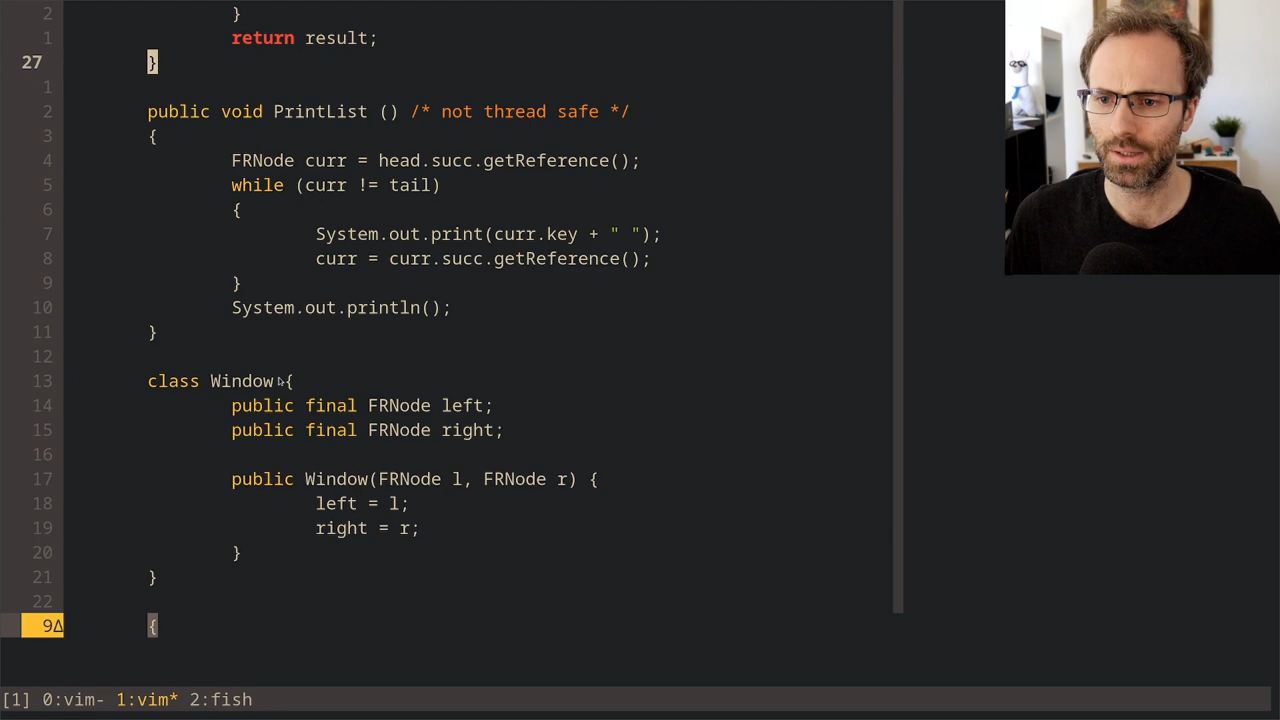 2 }
1 return result;
27 }
1
2 public void PrintList () /* not thread safe */
3 {
4 FRNode curr = head.succ.getReference();
5 while (curr != tail)
6 {
7 System.out.print(curr.key + " ");
8 curr = curr.succ.getReference();
9 }
10 System.out.println();
11 }
12
13 class Window {
14 public final FRNode left;
15 public final FRNode right;
16
17 public Window(FRNode l, FRNode r) {
18 left = l;
19 right = r;
20 }
21 }
22
9Δ {
[1] 0:vim- 1:vim* 2:fish